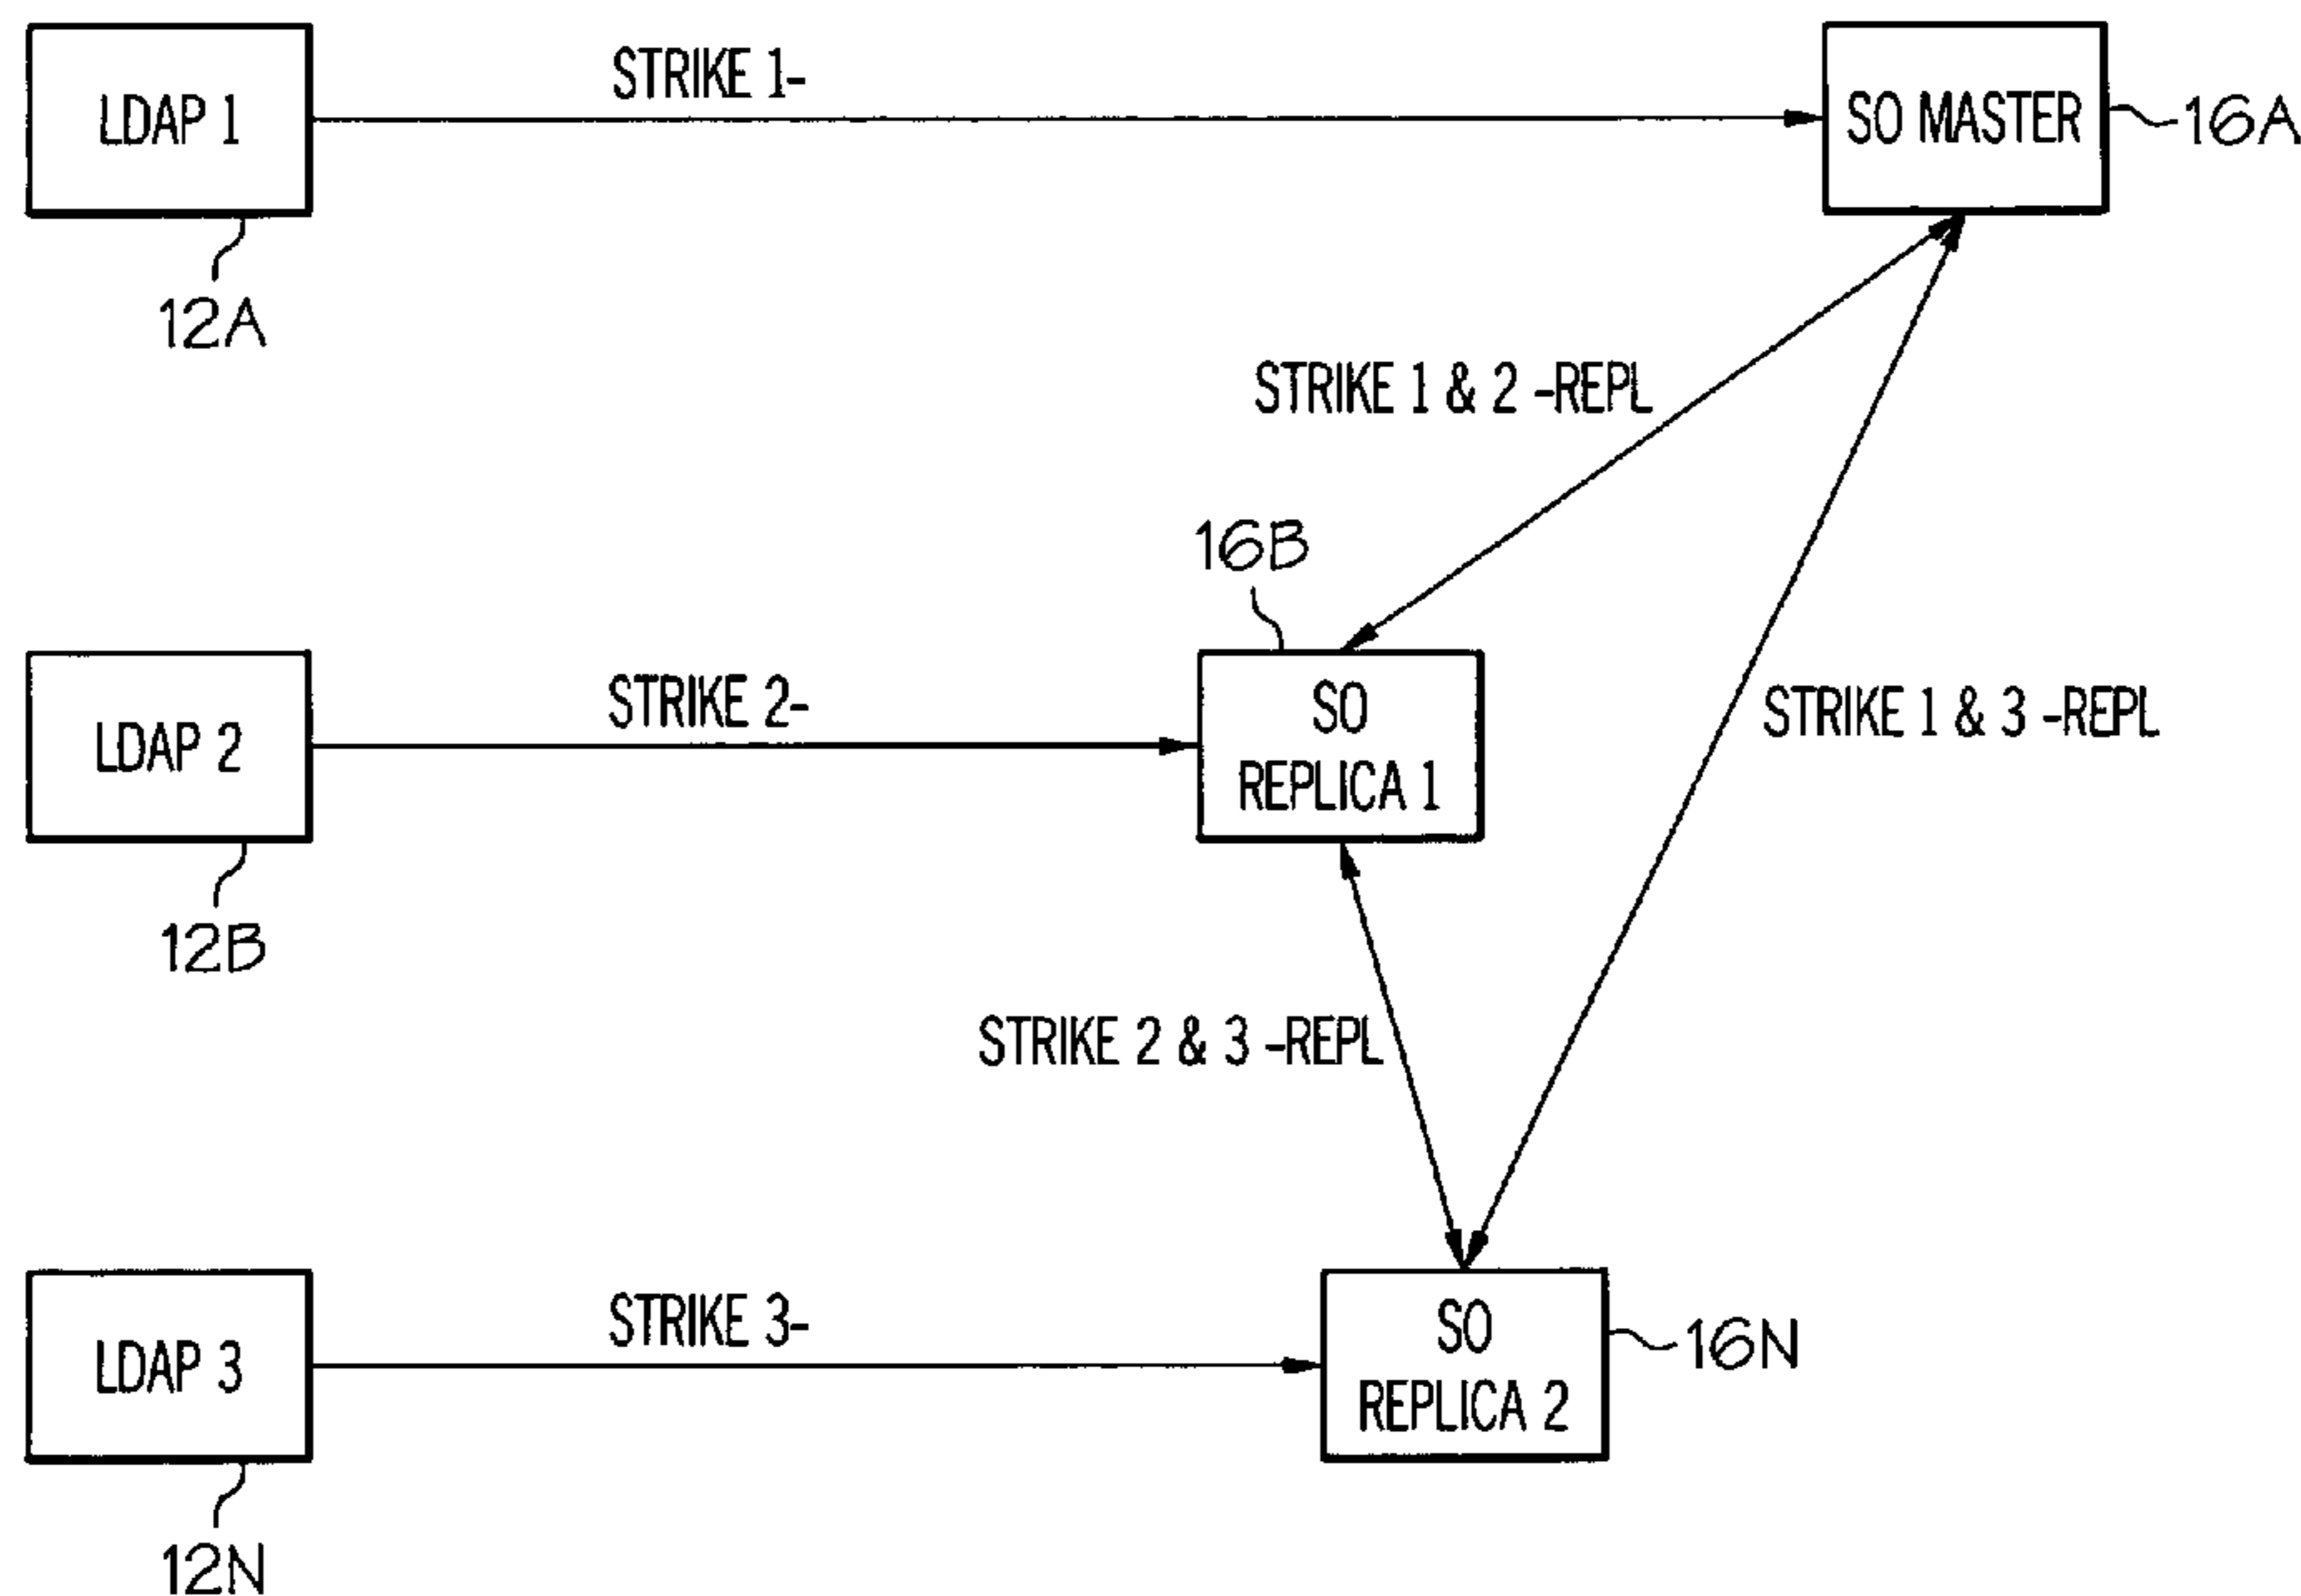 LDAP 1
STRIKE 1-
SO MASTER
16A
12A
STRIKE 1 & 2 -REPL
16B
LDAP 2
STRIKE 2-
SO
REPLICA 1
STRIKE 1 & 3 -REPL
12B
STRIKE 2 & 3 -REPL
LDAP 3
STRIKE 3-
SO
REPLICA 2
16N
12N